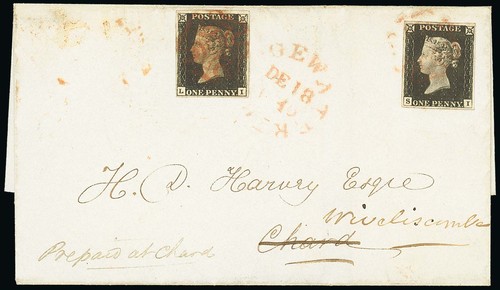 POSTAGE
ONE PENNY
L I
POSTAGE
ONE PENNY
S I
DE 18
H. D. Harvey Esqre
Wiveliscombe
Chard
Prepaid at Chard